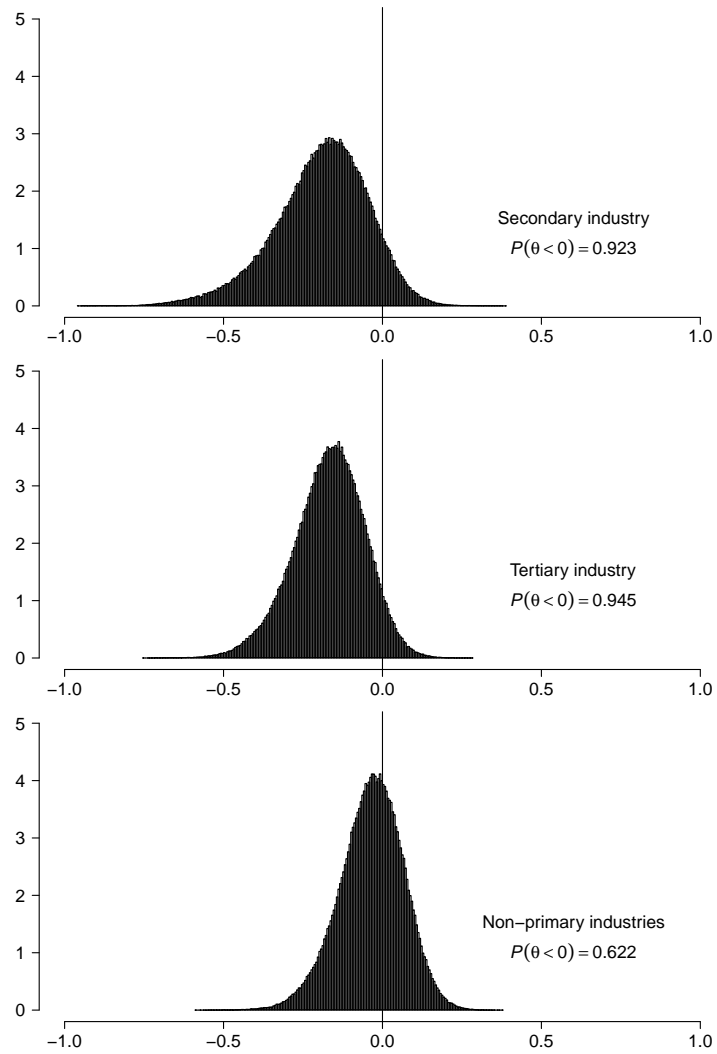 5
4
3
2
1
0
Secondary industry
P(θ < 0) = 0.923
−1.0 −0.5 0.0 0.5 1.0
5
4
3
2
1
0
Tertiary industry
P(θ < 0) = 0.945
−1.0 −0.5 0.0 0.5 1.0
5
4
3
2
1
0
Non−primary industries
P(θ < 0) = 0.622
−1.0 −0.5 0.0 0.5 1.0